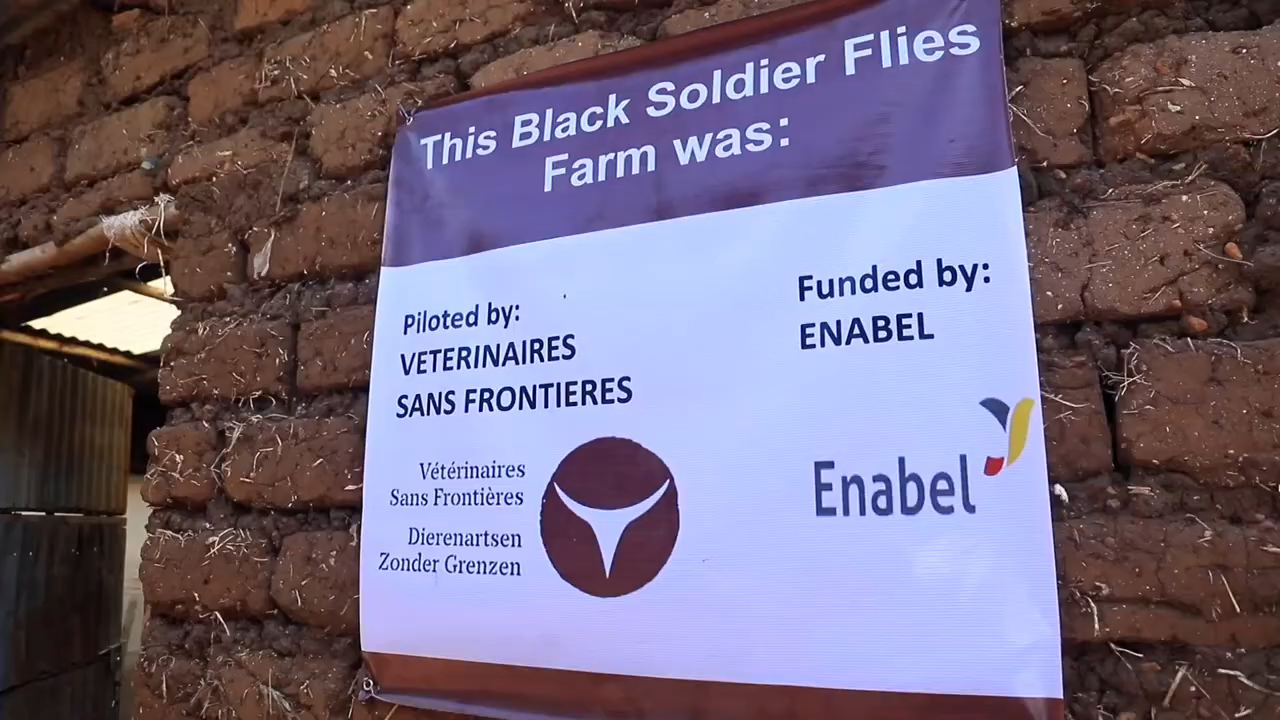 This Black Soldier Flies
Farm was:
Piloted by:
VETERINAIRES
SANS FRONTIERES
Vétérinaires
Sans Frontières
Dierenartsen
Zonder Grenzen
Funded by:
ENABEL
Enabel